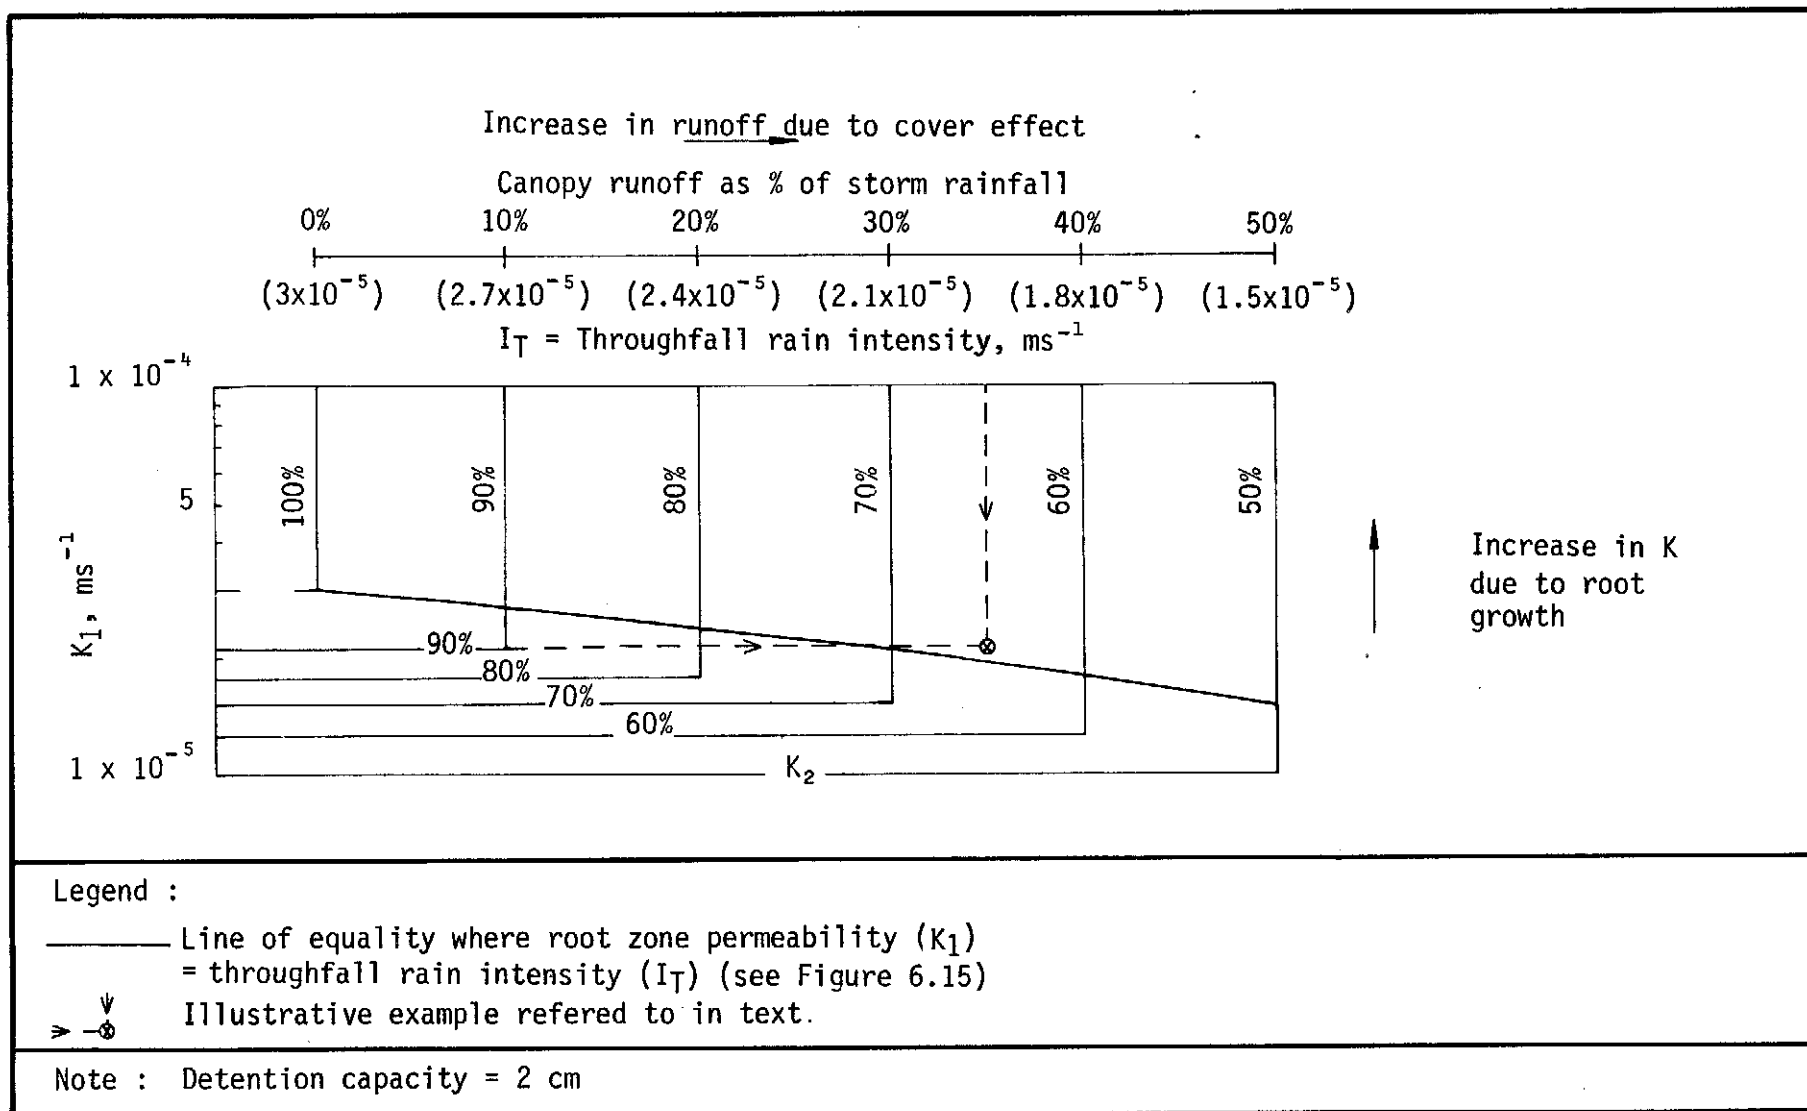 Increase in runoff due to cover effect
Canopy runoff as % of storm rainfall
0% 10% 20% 30% 40% 50%
(3x10⁻⁵) (2.7x10⁻⁵) (2.4x10⁻⁵) (2.1x10⁻⁵) (1.8x10⁻⁵) (1.5x10⁻⁵)
I_T = Throughfall rain intensity, ms⁻¹
1 x 10⁻⁴
5
1 x 10⁻⁵
K₁, ms⁻¹
100% 90% 80% 70% 60% 50%
90%
80%
70%
60%
K₂
Increase in K
due to root
growth
Legend :
Line of equality where root zone permeability (K₁)
= throughfall rain intensity (I_T) (see Figure 6.15)
Illustrative example refered to in text.
Note : Detention capacity = 2 cm